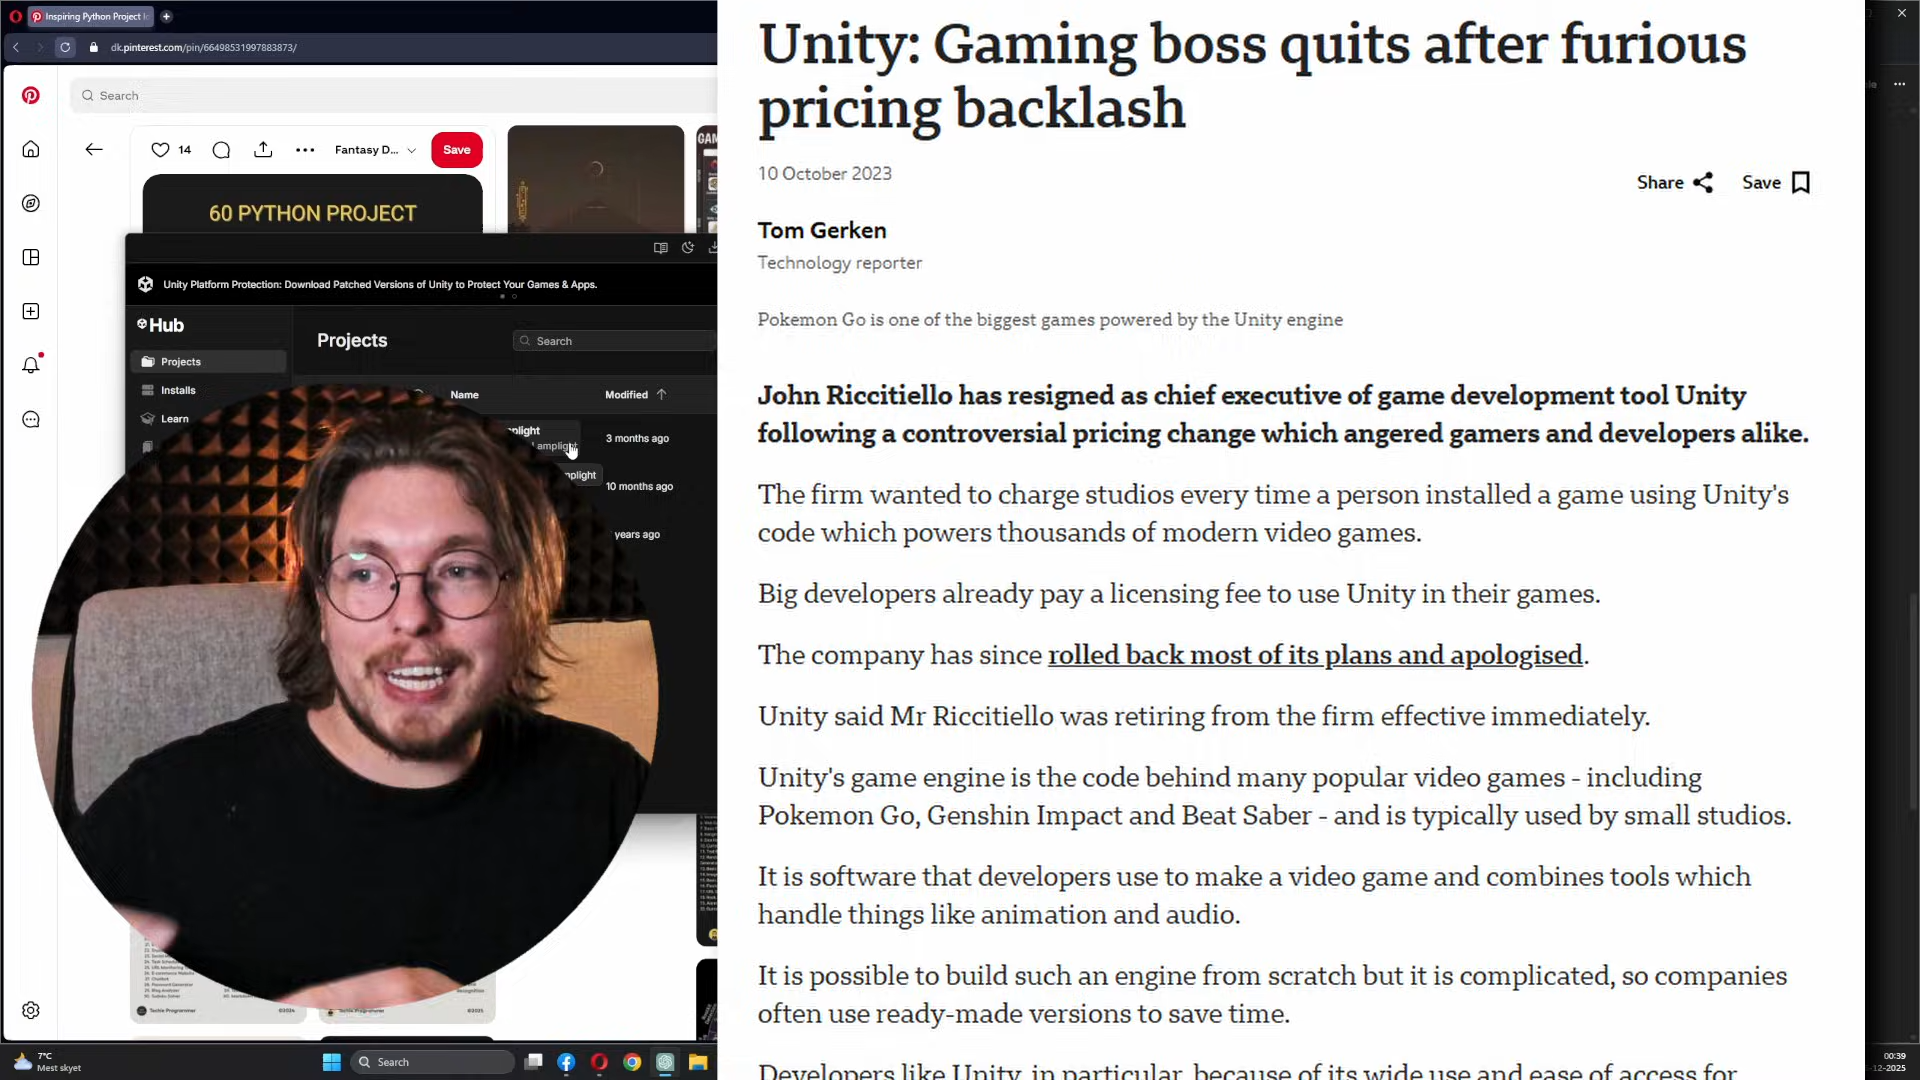 Inspiring Python Project I
dk.pinterest.com/pin/66498531997883873/
Search
14
Fantasy D...
Save
60 PYTHON PROJECT
GAM
Unity Platform Protection: Download Patched Versions of Unity to Protect Your Games & Apps.
Hub
Projects
Search
Projects
Installs
Learn
Name
Modified
3 months ago
10 months ago
years ago
Techie Programmer
©2024
Techie Programmer
©2025
Unity: Gaming boss quits after furious
pricing backlash
10 October 2023
Share
Save
Tom Gerken
Technology reporter
Pokemon Go is one of the biggest games powered by the Unity engine
John Riccitiello has resigned as chief executive of game development tool Unity
following a controversial pricing change which angered gamers and developers alike.
The firm wanted to charge studios every time a person installed a game using Unity's
code which powers thousands of modern video games.
Big developers already pay a licensing fee to use Unity in their games.
The company has since rolled back most of its plans and apologised.
Unity said Mr Riccitiello was retiring from the firm effective immediately.
Unity's game engine is the code behind many popular video games - including
Pokemon Go, Genshin Impact and Beat Saber - and is typically used by small studios.
It is software that developers use to make a video game and combines tools which
handle things like animation and audio.
It is possible to build such an engine from scratch but it is complicated, so companies
often use ready-made versions to save time.
Developers like Unity, in particular, because of its wide use and ease of access for
7°C
Mest skyet
Search
00:39
-12-2025